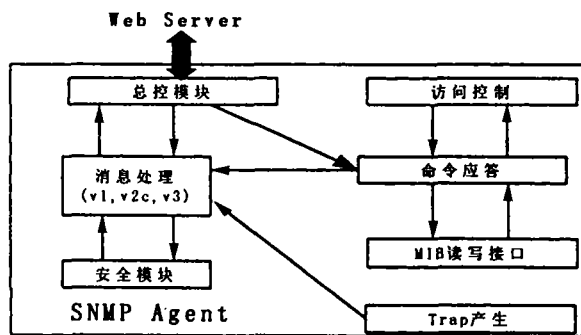 Web Server
总控模块
访问控制
消息处理
(v1,v2c,v3)
命令应答
安全模块
MIB读写接口
SNMP Agent
Trap产生